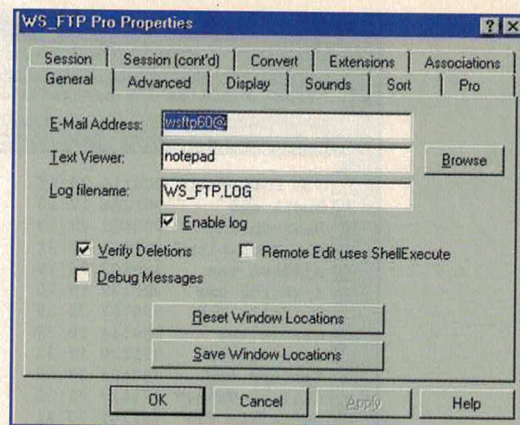 WS_FTP Pro Properties
? X
Session Session (cont'd) Convert Extensions Associations
General Advanced Display Sounds Sort Pro
E-Mail Address: wsftp60@
Text Viewer: notepad Browse
Log filename: WS_FTP.LOG
Enable log
Verify Deletions Remote Edit uses ShellExecute
Debug Messages
Reset Window Locations
Save Window Locations
OK Cancel Apply Help